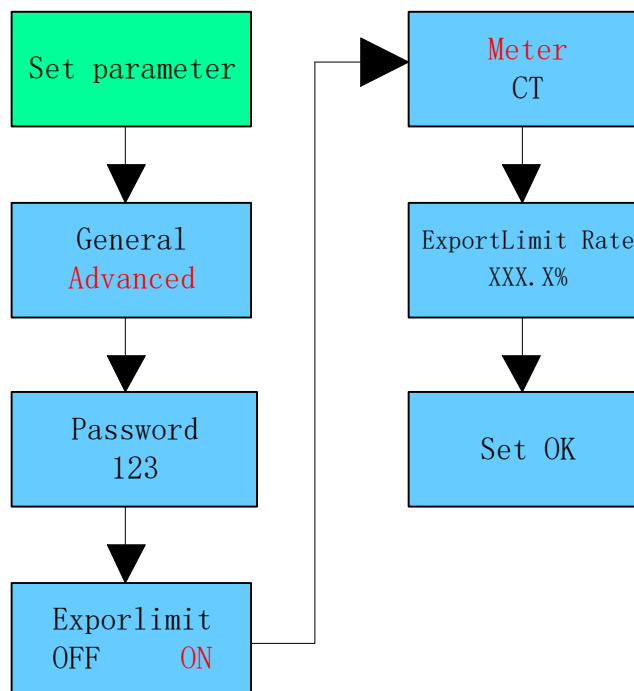 Set parameter
General
Advanced
Password
123
Exporlimit
OFF ON
Meter
CT
ExportLimit Rate
XXX.X%
Set OK